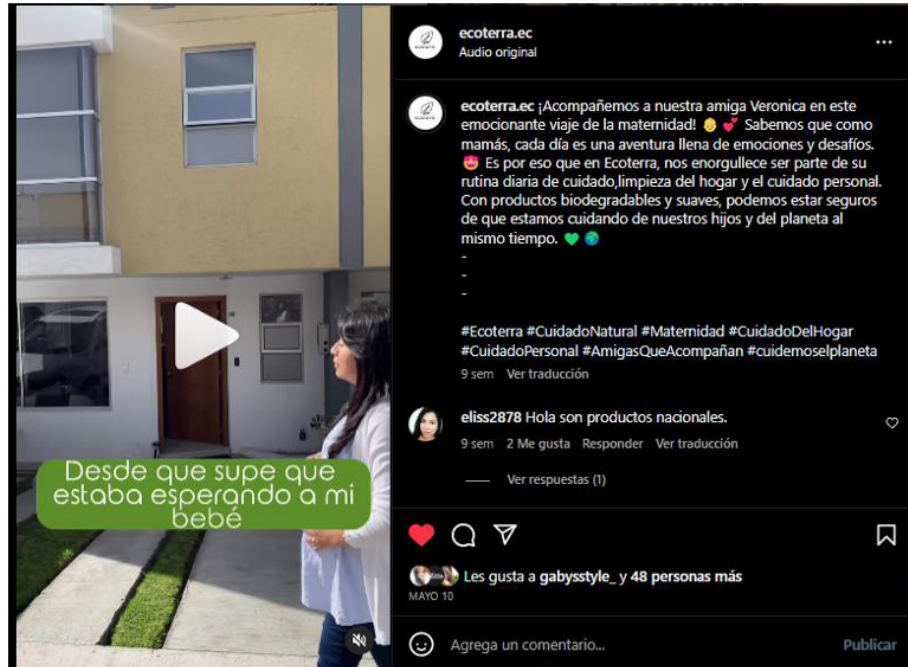 ecoterra.ec
Audio original
ecoterra.ec ¡Acompañemos a nuestra amiga Veronica en este
emocionante viaje de la maternidad! 👶 💕 Sabemos que como
mamás, cada día es una aventura llena de emociones y desafíos.
🤩 Es por eso que en Ecoterra, nos enorgullece ser parte de su
rutina diaria de cuidado,limpieza del hogar y el cuidado personal.
Con productos biodegradables y suaves, podemos estar seguros
de que estamos cuidando de nuestros hijos y del planeta al
mismo tiempo. 💚 🌍
-
-
-
#Ecoterra #CuidadoNatural #Maternidad #CuidadoDelHogar
#CuidadoPersonal #AmigasQueAcompañan #cuidemoselplaneta
9 sem Ver traducción
eliss2878 Hola son productos nacionales.
9 sem 2 Me gusta Responder Ver traducción
Ver respuestas (1)
Les gusta a gabysstyle_ y 48 personas más
MAYO 10
Agrega un comentario...
Publicar
Desde que supe que
estaba esperando a mi
bebé